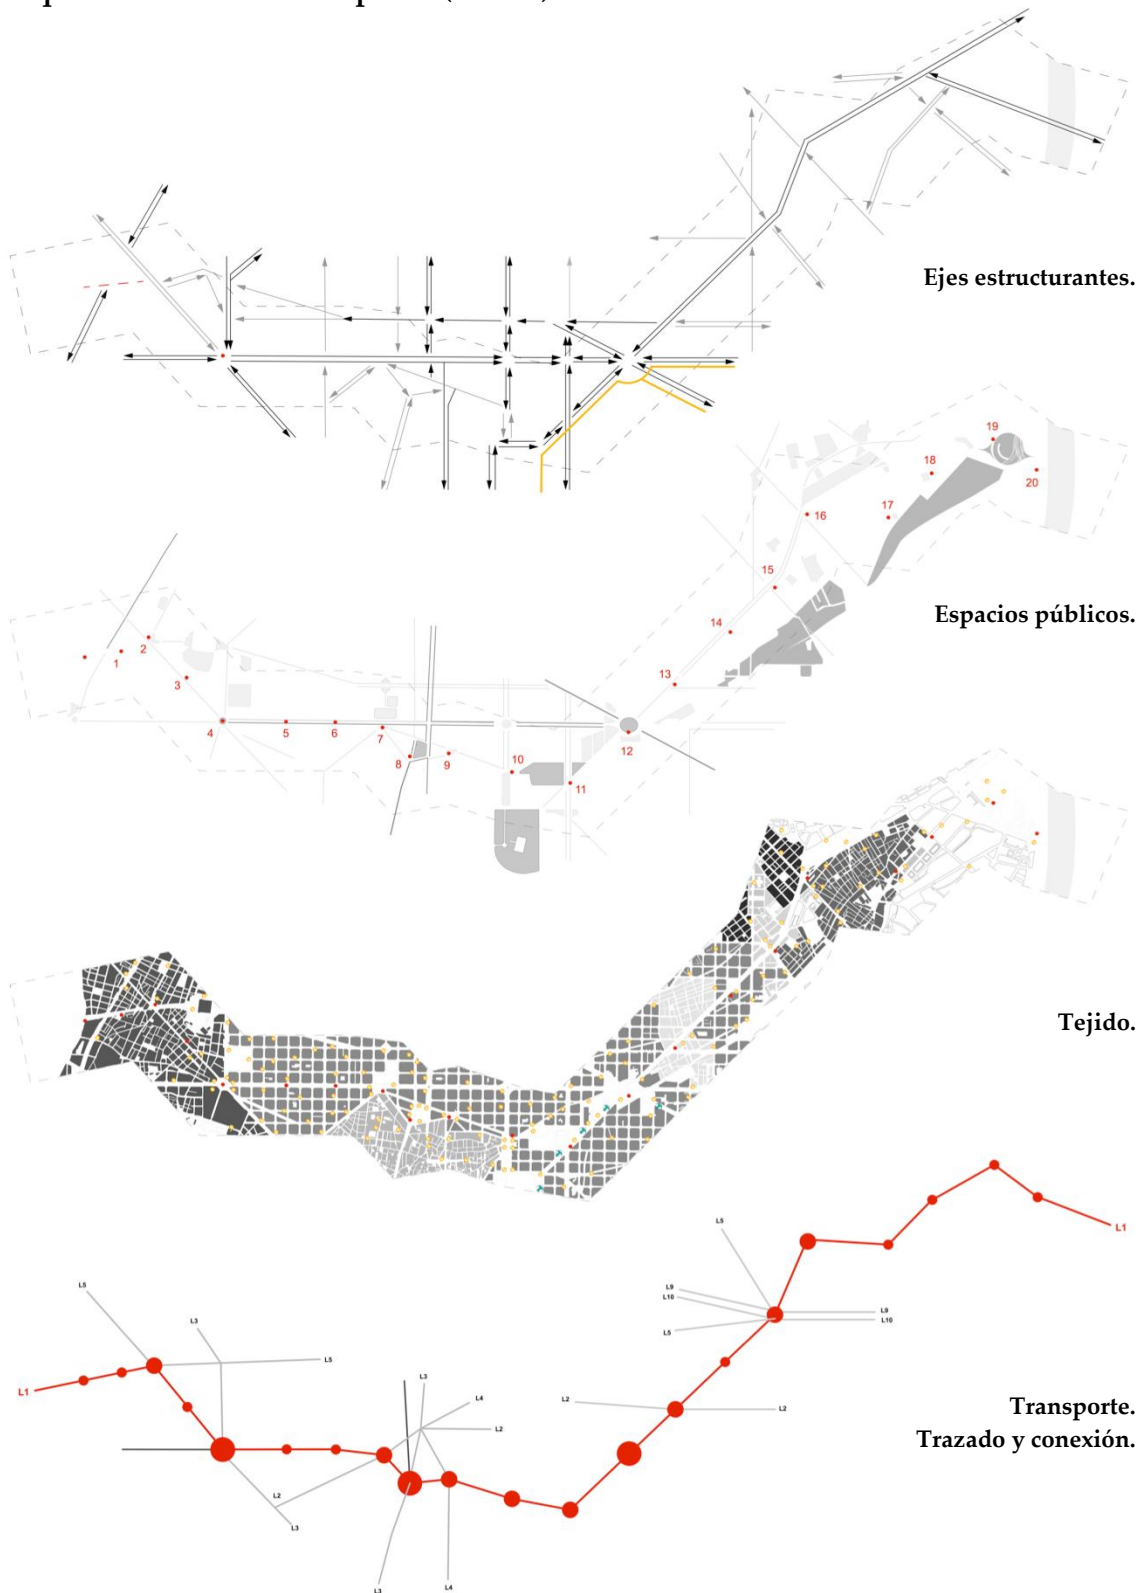 Ejes estructurantes.
19
18
20
17
16
Espacios públicos.
15
14
1
2
13
3
4
5
6
7
12
8
9
10
11
Tejido.
L1
L5
L9
L10
L9
L10
L5
L5
L3
L5
L1
L3
L4
L2
L2
L2
Transporte.
Trazado y conexión.
L2
L3
L3
L4